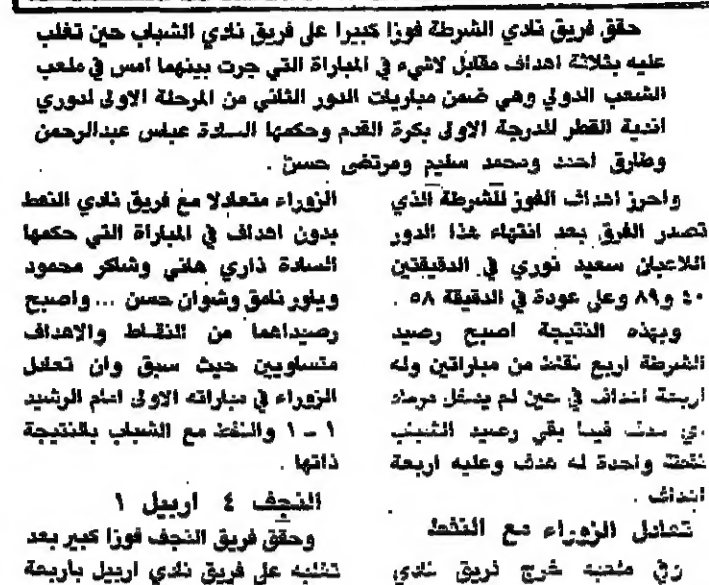 حقق فريق نادي الشرطة فوزا كبيرا على فريق نادي الشباب حين تغلب
عليه بثلاثة اهداف مقابل لاشيء في المباراة التي جرت بينهما امس في ملعب
الشعب الدولي وهي ضمن مباريات الدور الثاني من المرحلة الاولى لدوري
اندية القطر للدرجة الاولى بكرة القدم وحكمها السادة عباس عبدالرحمن
وطارق احمد ومحمد سليم ومرتضى حسن .
واحرز اهداف الفوز للشرطة الذي
تصدر الفرق بعد انتهاء هذا الدور
اللاعبان سعيد نوري في الدقيقتين
٤٠ و٨٩ وعلي عودة في الدقيقة ٥٨ .
وبهذه النتيجة اصبح رصيد
الشرطة اربع نقاط من مباراتين وله
اربعة اهداف في حين لم يدخل مرماه
اي هدف فيما بقي رصيد الشباب
نقطة واحدة له هدف وعليه اربعة
اهداف .
تعادل الزوراء مع النفط
وفي ملعبه خرج فريق نادي
الزوراء متعادلا مع فريق نادي النفط
بدون اهداف في المباراة التي حكمها
السادة ذاري هاني وشاكر محمود
وياور نامق وشوان حسن ... واصبح
رصيداهما من النقاط والاهداف
متساويين حيث سبق وان تعادل
الزوراء في مباراته الاولى امام الرشيد
١ - ١ والنفط مع الشباب بالنتيجة
ذاتها .
النجف ٤ اربيل ١
وحقق فريق النجف فوزا كبير بعد
تغلبه على فريق نادي اربيل باربعة